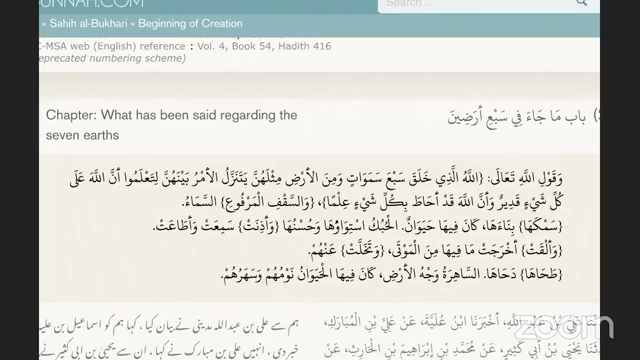 SUNNAH.COM
Search ...
» Sahih al-Bukhari » Beginning of Creation
C-MSA web (English) reference : Vol. 4, Book 54, Hadith 416
deprecated numbering scheme)
Chapter: What has been said regarding the seven earths
باب مَا جَاءَ فِي سَبْعِ أَرَضِينَ
وَقَوْلِ اللَّهِ تَعَالَى: {اللَّهُ الَّذِي خَلَقَ سَبْعَ سَمَوَاتٍ وَمِنَ الأَرْضِ مِثْلَهُنَّ يَتَنَزَّلُ الأَمْرُ بَيْنَهُنَّ لِتَعْلَمُوا أَنَّ اللَّهَ عَلَى
كُلِّ شَيْءٍ قَدِيرٌ وَأَنَّ اللَّهَ قَدْ أَحَاطَ بِكُلِّ شَيْءٍ عِلْمًا}، {وَالسَّقْفِ الْمَرْفُوعِ} السَّمَاءُ.
{سَمْكَهَا} بِنَاءَهَا، كَانَ فِيهَا حَيَوَانٌ. الْحُبُكُ اسْتِوَاؤُهَا وَحُسْنُهَا {وَأَذِنَتْ} سَمِعَتْ وَأَطَاعَتْ.
{وَأَلْقَتْ} أَخْرَجَتْ مَا فِيهَا مِنَ الْمَوْتَى، {وَتَخَلَّتْ} عَنْهُمْ.
{طَحَاهَا} دَحَاهَا. السَّاهِرَةُ وَجْهُ الأَرْضِ، كَانَ فِيهَا الْحَيَوَانُ نَوْمُهُمْ وَسَهَرُهُمْ.
بْنُ عَبْدِ اللَّهِ، أَخْبَرَنَا ابْنُ عُلَيَّةَ، عَنْ عَلِيِّ بْنِ الْمُبَارَكِ،
يَحْيَى بْنُ أَبِي كَثِيرٍ، عَنْ مُحَمَّدِ بْنِ إِبْرَاهِيمَ بْنِ الْحَارِثِ، عَنْ
ہم سے علی بن عبداللہ مدینی نے بیان کیا ، کہا ہم کو اسماعیل بن علیہ
خبر دی ، انہیں علی بن مبارک نے کہا ، ان سے یحییٰ بن ابی کثیر نے
zoom